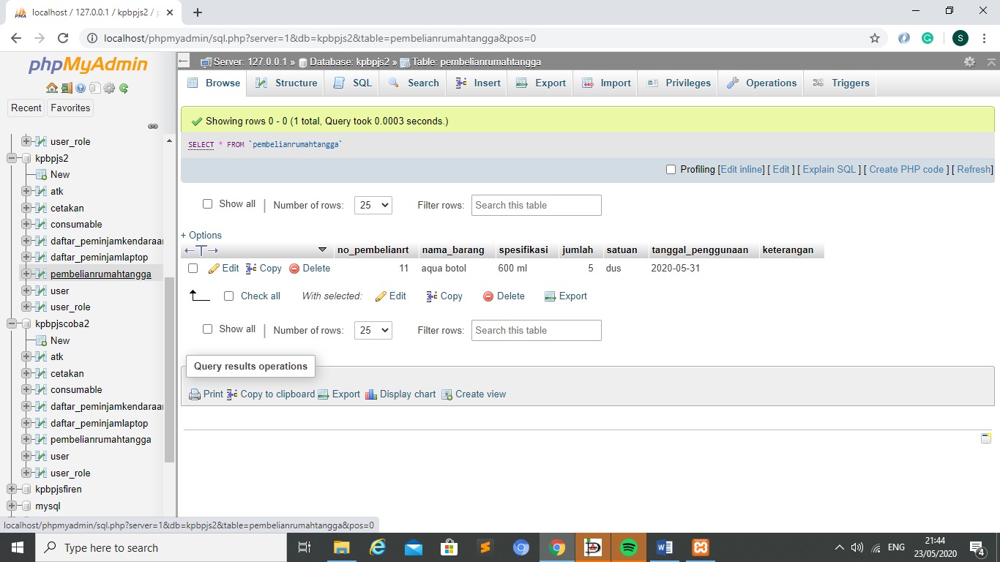 localhost / 127.0.0.1 / kpbpjs2 / p
localhost/phpmyadmin/sql.php?server=1&db=kpbpjs2&table=pembelianrumahtangga&pos=0
S
phpMyAdmin
Recent Favorites
user_role
kpbpjs2
New
atk
cetakan
consumable
daftar_peminjamkendaraan
daftar_peminjamlaptop
pembelianrumahtangga
user
user_role
kpbpjscoba2
New
atk
cetakan
consumable
daftar_peminjamkendaraan
daftar_peminjamlaptop
pembelianrumahtangga
user
user_role
kpbpjsfiren
mysql
localhost/phpmyadmin/sql.php?server=1&db=kpbpjs2&table=pembelianrumahtangga&pos=0
Server: 127.0.0.1 » Database: kpbpjs2 » Table: pembelianrumahtangga
Browse Structure SQL Search Insert Export Import Privileges Operations Triggers
Showing rows 0 - 0 (1 total, Query took 0.0003 seconds.)
SELECT * FROM `pembelianrumahtangga`
Profiling [Edit inline] [ Edit ] [ Explain SQL ] [ Create PHP code ] [ Refresh]
Show all | Number of rows: 25 Filter rows: Search this table
+ Options
←T→ no_pembelianrt nama_barang spesifikasi jumlah satuan tanggal_penggunaan keterangan
Edit Copy Delete 11 aqua botol 600 ml 5 dus 2020-05-31
Check all With selected: Edit Copy Delete Export
Show all | Number of rows: 25 Filter rows: Search this table
Query results operations
Print Copy to clipboard Export Display chart Create view
Type here to search
ENG
21:44
23/05/2020
4